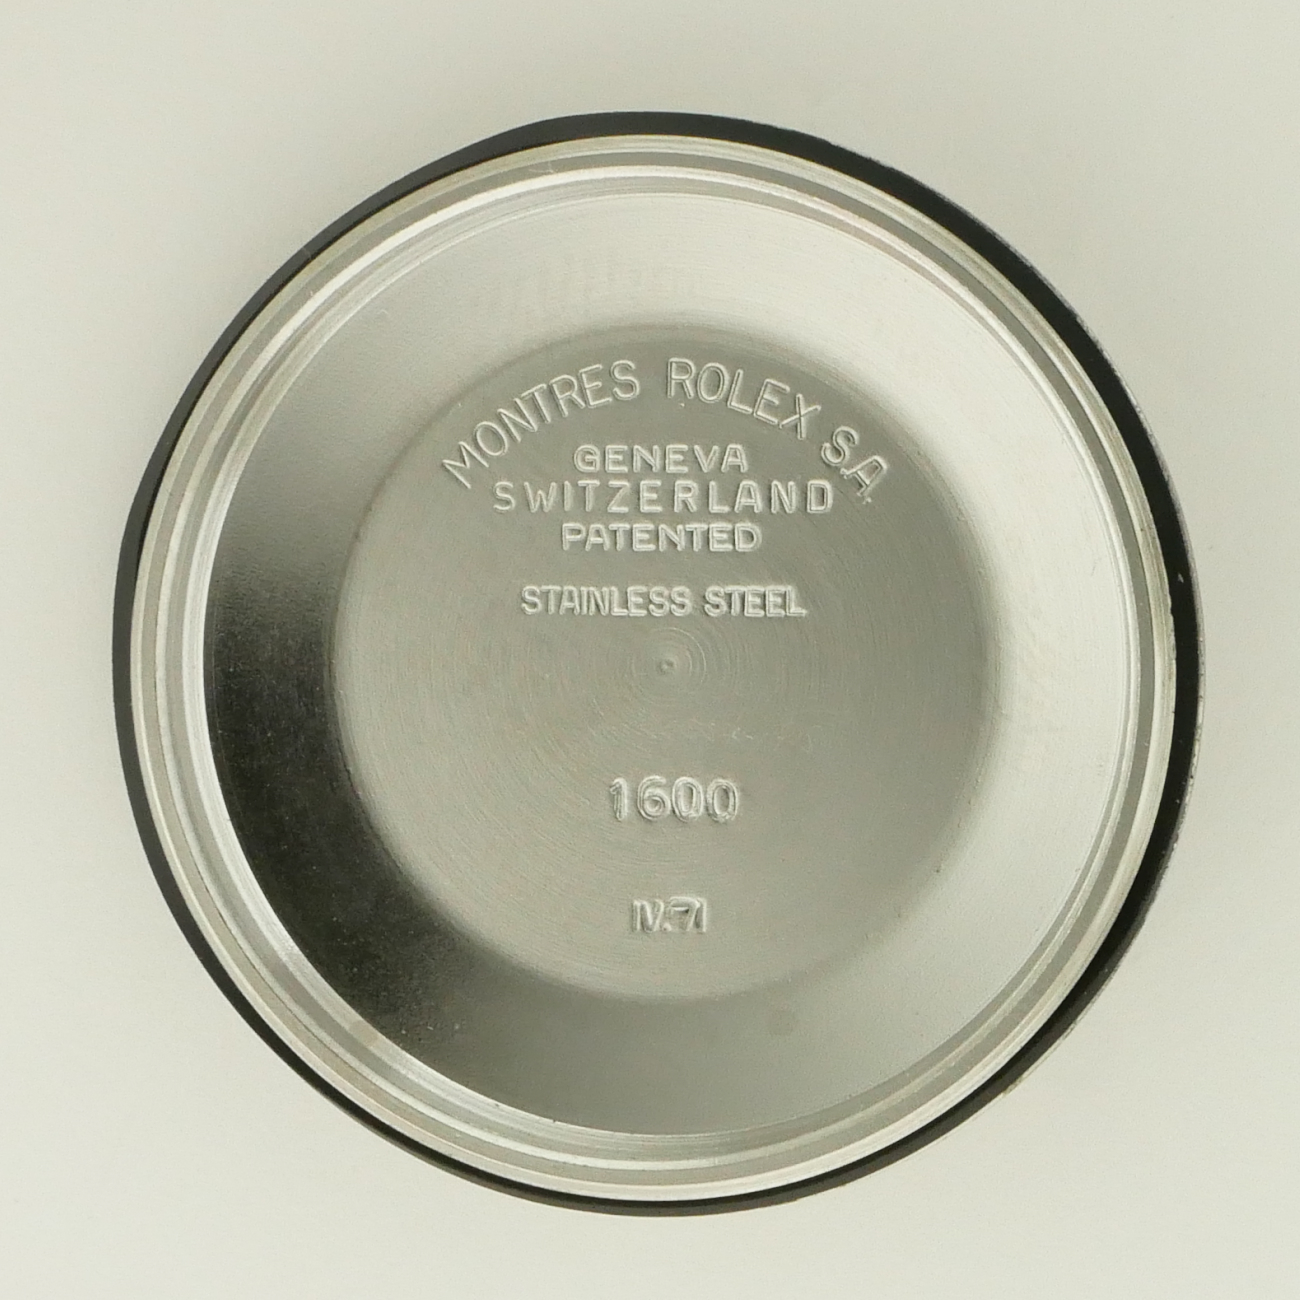 MONTRES ROLEX S.A.
GENEVA
SWITZERLAND
PATENTED
STAINLESS STEEL
1600
IV.71